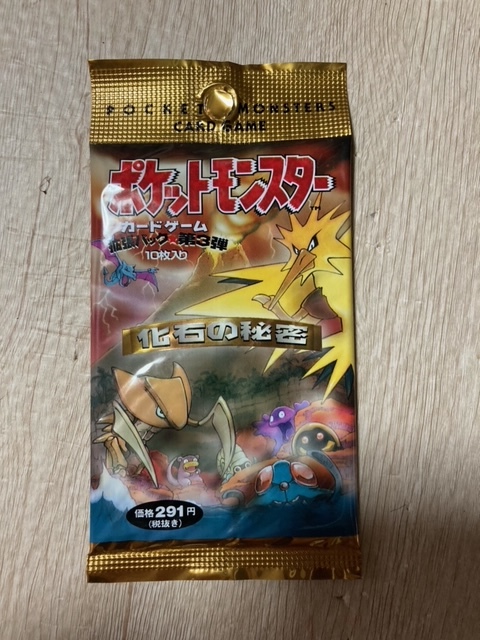 POCKET MONSTERS
CARD GAME
ポケットモンスター
™
カードゲーム
拡張パック★第3弾
10枚入り
化石の秘密
価格291円
(税抜き)